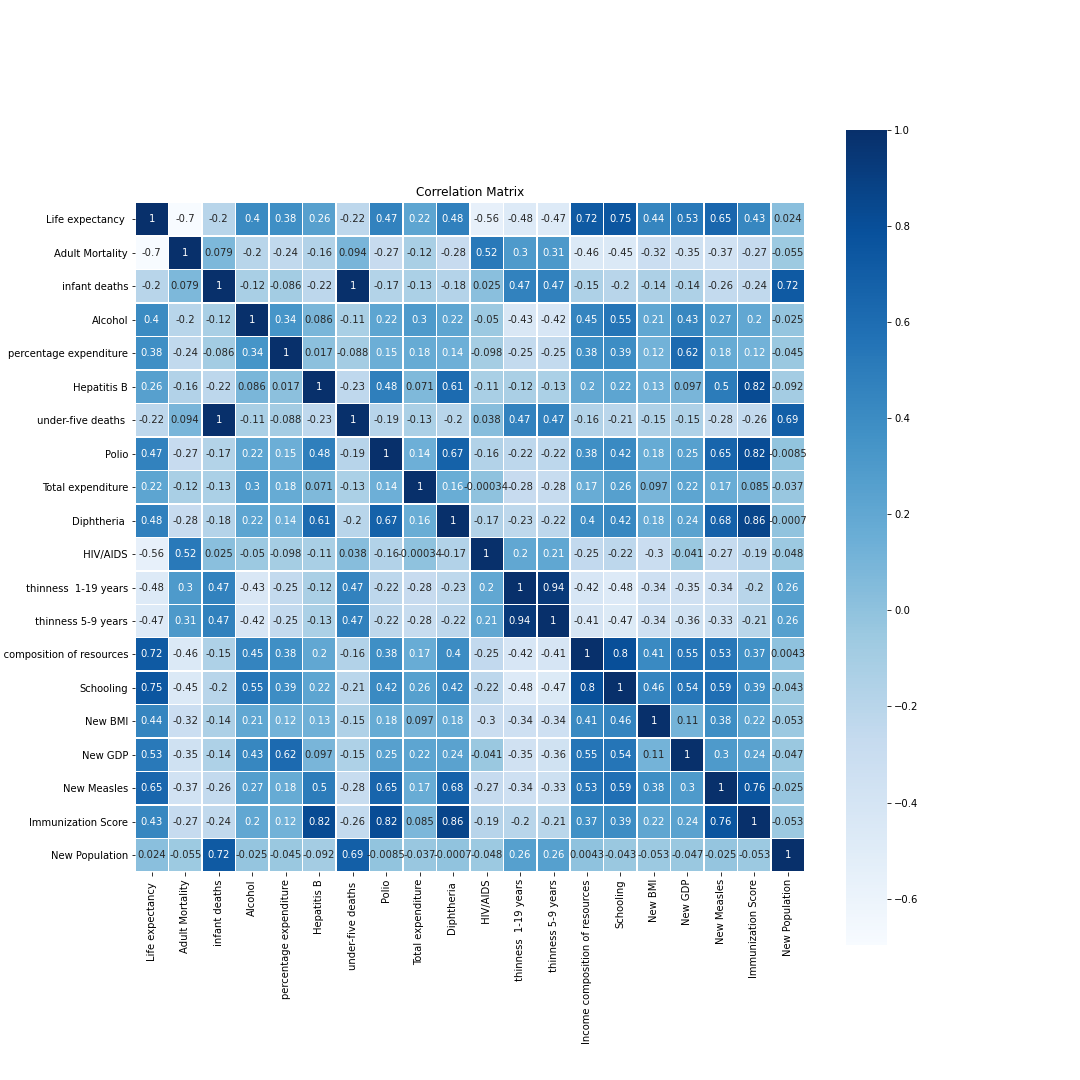 Correlation Matrix
Life expectancy 1 -0.7 -0.2 0.4 0.38 0.26 -0.22 0.47 0.22 0.48 -0.56 -0.48 -0.47 0.72 0.75 0.44 0.53 0.65 0.43 0.024
Adult Mortality -0.7 1 0.079 -0.2 -0.24 -0.16 0.094 -0.27 -0.12 -0.28 0.52 0.3 0.31 -0.46 -0.45 -0.32 -0.35 -0.37 -0.27 -0.055
infant deaths -0.2 0.079 1 -0.12 -0.086 -0.22 1 -0.17 -0.13 -0.18 0.025 0.47 0.47 -0.15 -0.2 -0.14 -0.14 -0.26 -0.24 0.72
Alcohol 0.4 -0.2 -0.12 1 0.34 0.086 -0.11 0.22 0.3 0.22 -0.05 -0.43 -0.42 0.45 0.55 0.21 0.43 0.27 0.2 -0.025
percentage expenditure 0.38 -0.24 -0.086 0.34 1 0.017 -0.088 0.15 0.18 0.14 -0.098 -0.25 -0.25 0.38 0.39 0.12 0.62 0.18 0.12 -0.045
Hepatitis B 0.26 -0.16 -0.22 0.086 0.017 1 -0.23 0.48 0.071 0.61 -0.11 -0.12 -0.13 0.2 0.22 0.13 0.097 0.5 0.82 -0.092
under-five deaths -0.22 0.094 1 -0.11 -0.088 -0.23 1 -0.19 -0.13 -0.2 0.038 0.47 0.47 -0.16 -0.21 -0.15 -0.15 -0.28 -0.26 0.69
Polio 0.47 -0.27 -0.17 0.22 0.15 0.48 -0.19 1 0.14 0.67 -0.16 -0.22 -0.22 0.38 0.42 0.18 0.25 0.65 0.82 -0.0085
Total expenditure 0.22 -0.12 -0.13 0.3 0.18 0.071 -0.13 0.14 1 0.16 -0.00034 -0.28 -0.28 0.17 0.26 0.097 0.22 0.17 0.085 -0.037
Diphtheria 0.48 -0.28 -0.18 0.22 0.14 0.61 -0.2 0.67 0.16 1 -0.17 -0.23 -0.22 0.4 0.42 0.18 0.24 0.68 0.86 -0.0007
HIV/AIDS -0.56 0.52 0.025 -0.05 -0.098 -0.11 0.038 -0.16 -0.00034 -0.17 1 0.2 0.21 -0.25 -0.22 -0.3 -0.041 -0.27 -0.19 -0.048
thinness 1-19 years -0.48 0.3 0.47 -0.43 -0.25 -0.12 0.47 -0.22 -0.28 -0.23 0.2 1 0.94 -0.42 -0.48 -0.34 -0.35 -0.34 -0.2 0.26
thinness 5-9 years -0.47 0.31 0.47 -0.42 -0.25 -0.13 0.47 -0.22 -0.28 -0.22 0.21 0.94 1 -0.41 -0.47 -0.34 -0.36 -0.33 -0.21 0.26
composition of resources 0.72 -0.46 -0.15 0.45 0.38 0.2 -0.16 0.38 0.17 0.4 -0.25 -0.42 -0.41 1 0.8 0.41 0.55 0.53 0.37 0.0043
Schooling 0.75 -0.45 -0.2 0.55 0.39 0.22 -0.21 0.42 0.26 0.42 -0.22 -0.48 -0.47 0.8 1 0.46 0.54 0.59 0.39 -0.043
New BMI 0.44 -0.32 -0.14 0.21 0.12 0.13 -0.15 0.18 0.097 0.18 -0.3 -0.34 -0.34 0.41 0.46 1 0.11 0.38 0.22 -0.053
New GDP 0.53 -0.35 -0.14 0.43 0.62 0.097 -0.15 0.25 0.22 0.24 -0.041 -0.35 -0.36 0.55 0.54 0.11 1 0.3 0.24 -0.047
New Measles 0.65 -0.37 -0.26 0.27 0.18 0.5 -0.28 0.65 0.17 0.68 -0.27 -0.34 -0.33 0.53 0.59 0.38 0.3 1 0.76 -0.025
Immunization Score 0.43 -0.27 -0.24 0.2 0.12 0.82 -0.26 0.82 0.085 0.86 -0.19 -0.2 -0.21 0.37 0.39 0.22 0.24 0.76 1 -0.053
New Population 0.024 -0.055 0.72 -0.025 -0.045 -0.092 0.69 -0.0085 -0.037 -0.0007 -0.048 0.26 0.26 0.0043 -0.043 -0.053 -0.047 -0.025 -0.053 1
Life expectancy
Adult Mortality
infant deaths
Alcohol
percentage expenditure
Hepatitis B
under-five deaths
Polio
Total expenditure
Diphtheria
HIV/AIDS
thinness 1-19 years
thinness 5-9 years
Income composition of resources
Schooling
New BMI
New GDP
New Measles
Immunization Score
New Population
1.0
0.8
0.6
0.4
0.2
0.0
−0.2
−0.4
−0.6